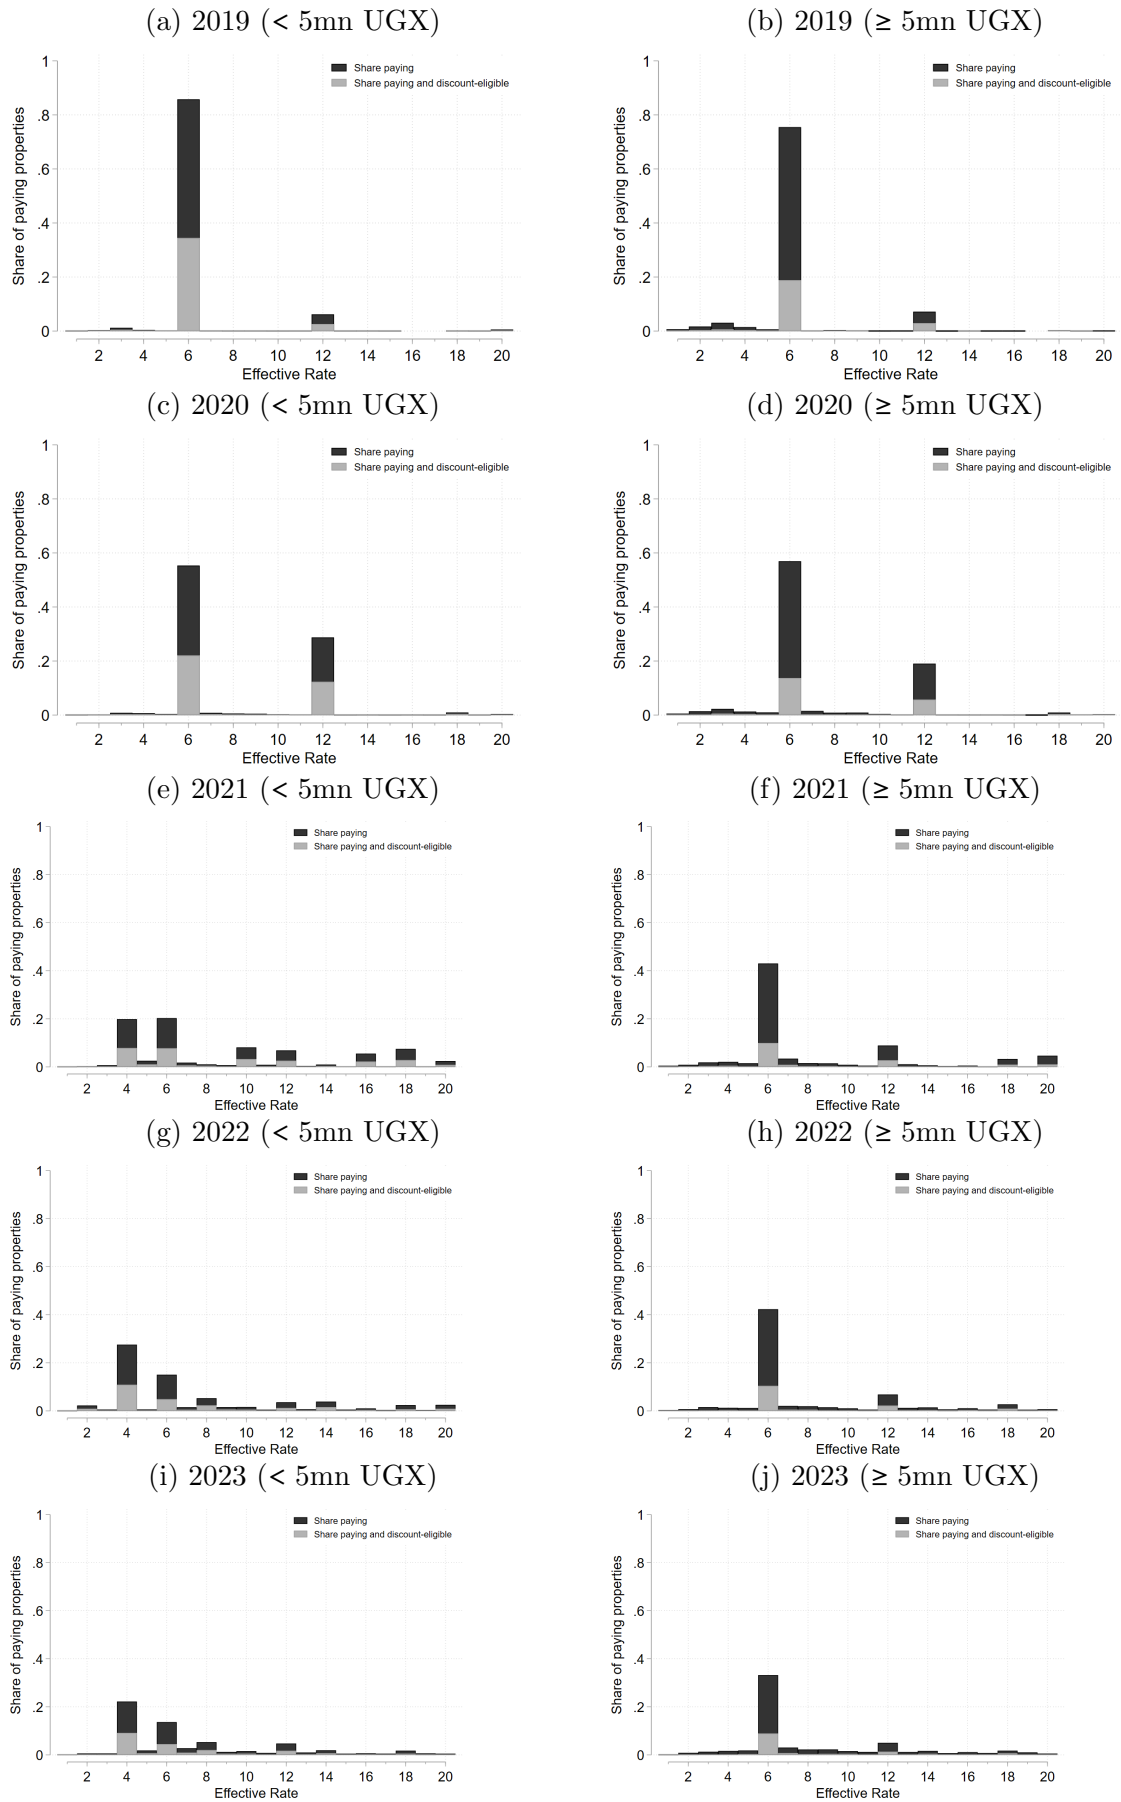 (a) 2019 (< 5mn UGX)
(b) 2019 (≥ 5mn UGX)
Share of paying properties
1
.8
.6
.4
.2
0
Share paying
Share paying and discount-eligible
2 4 6 8 10 12 14 16 18 20
Effective Rate
Share of paying properties
1
.8
.6
.4
.2
0
Share paying
Share paying and discount-eligible
2 4 6 8 10 12 14 16 18 20
Effective Rate
(c) 2020 (< 5mn UGX)
(d) 2020 (≥ 5mn UGX)
Share of paying properties
1
.8
.6
.4
.2
0
Share paying
Share paying and discount-eligible
2 4 6 8 10 12 14 16 18 20
Effective Rate
Share of paying properties
1
.8
.6
.4
.2
0
Share paying
Share paying and discount-eligible
2 4 6 8 10 12 14 16 18 20
Effective Rate
(e) 2021 (< 5mn UGX)
(f) 2021 (≥ 5mn UGX)
Share of paying properties
1
.8
.6
.4
.2
0
Share paying
Share paying and discount-eligible
2 4 6 8 10 12 14 16 18 20
Effective Rate
Share of paying properties
1
.8
.6
.4
.2
0
Share paying
Share paying and discount-eligible
2 4 6 8 10 12 14 16 18 20
Effective Rate
(g) 2022 (< 5mn UGX)
(h) 2022 (≥ 5mn UGX)
Share of paying properties
1
.8
.6
.4
.2
0
Share paying
Share paying and discount-eligible
2 4 6 8 10 12 14 16 18 20
Effective Rate
Share of paying properties
1
.8
.6
.4
.2
0
Share paying
Share paying and discount-eligible
2 4 6 8 10 12 14 16 18 20
Effective Rate
(i) 2023 (< 5mn UGX)
(j) 2023 (≥ 5mn UGX)
Share of paying properties
1
.8
.6
.4
.2
0
Share paying
Share paying and discount-eligible
2 4 6 8 10 12 14 16 18 20
Effective Rate
Share of paying properties
1
.8
.6
.4
.2
0
Share paying
Share paying and discount-eligible
2 4 6 8 10 12 14 16 18 20
Effective Rate